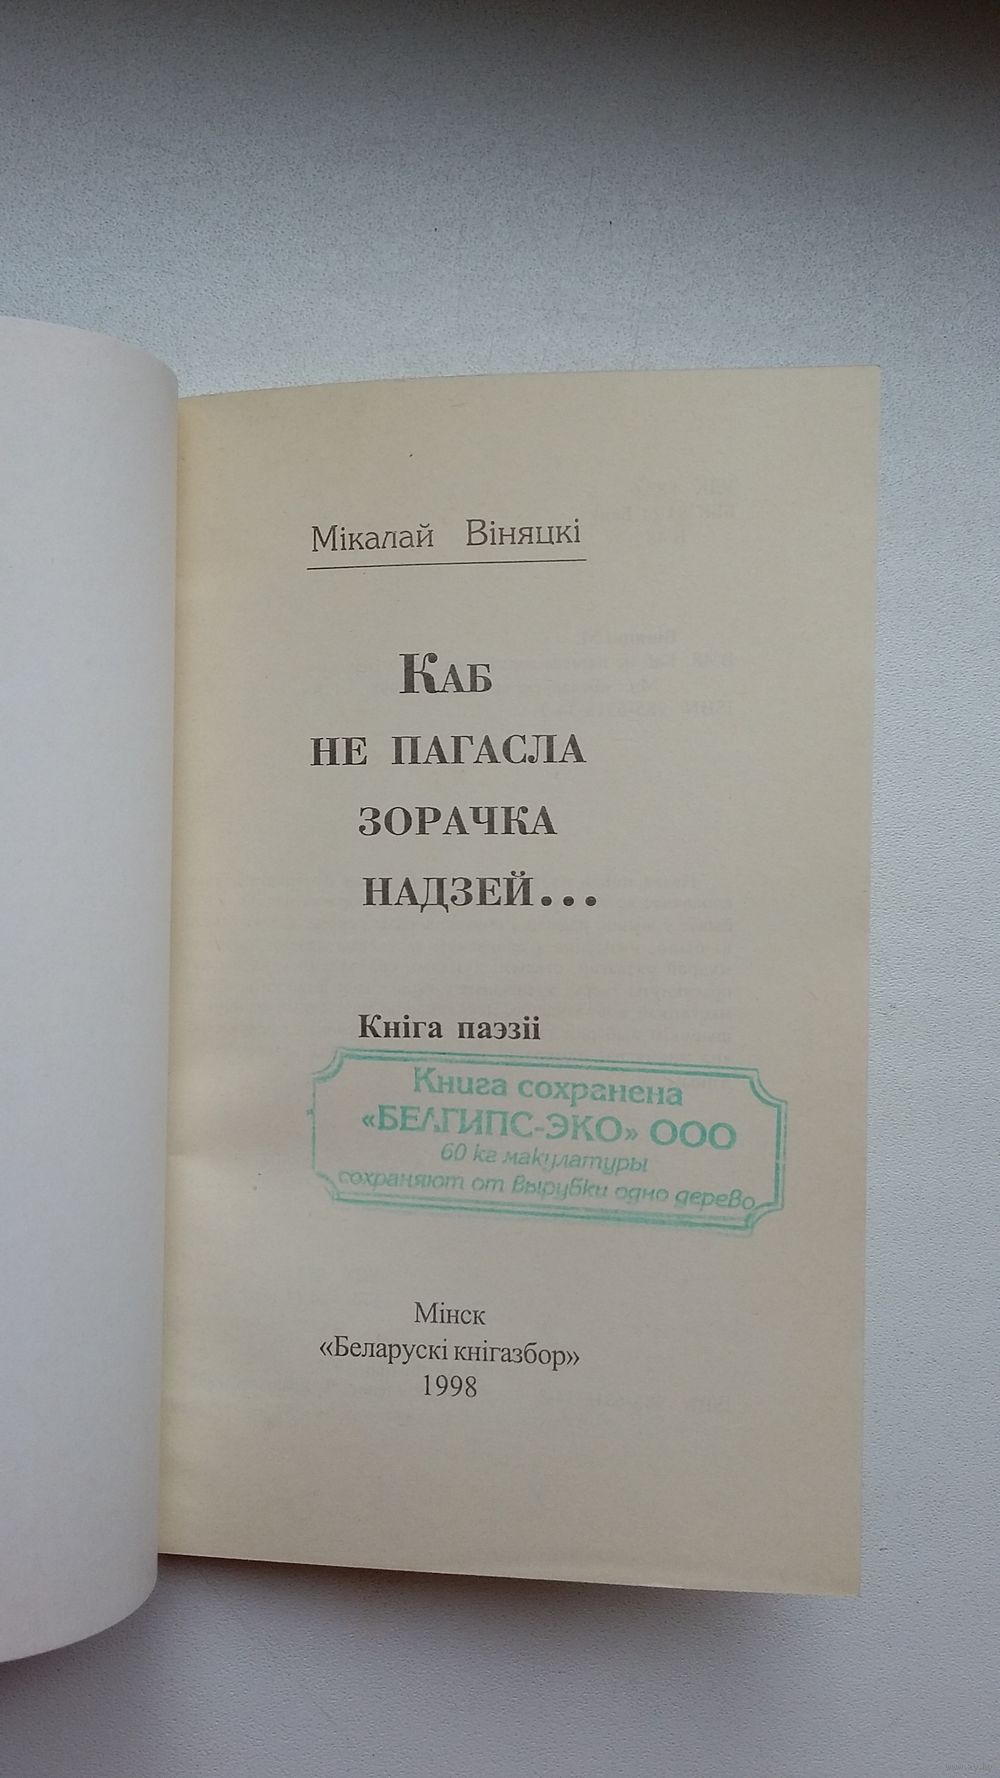 Мікалай Віняцкі
КАБ
НЕ ПАГАСЛА
ЗОРАЧКА
НАДЗЕЙ...
Кніга паэзіі
Книга сохранена
«БЕЛГИПС-ЭКО» ООО
60 кг макулатуры
сохраняют от вырубки одно дерево
Мінск
«Беларускі кнігазбор»
1998